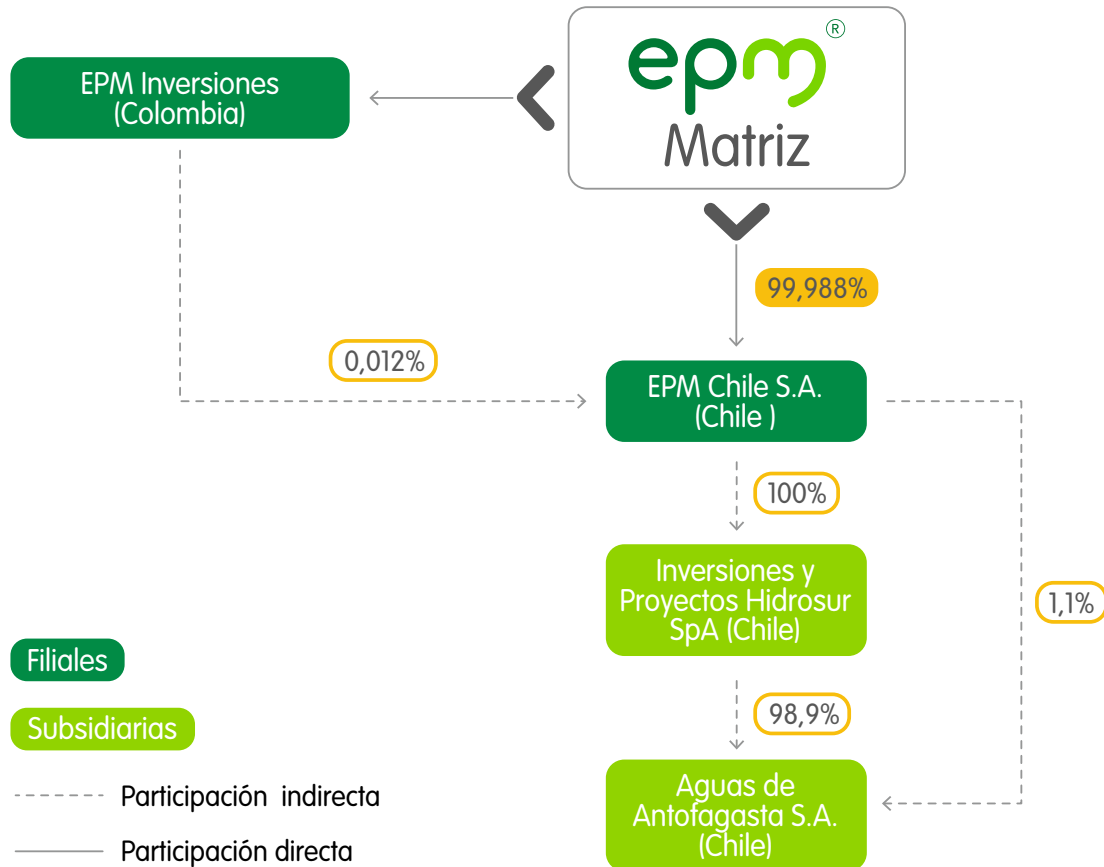 epm®
Matriz
EPM Inversiones
(Colombia)
99,988%
0,012%
EPM Chile S.A.
(Chile )
100%
Inversiones y
Proyectos Hidrosur
SpA (Chile)
1,1%
98,9%
Aguas de
Antofagasta S.A.
(Chile)
Filiales
Subsidiarias
Participación indirecta
Participación directa